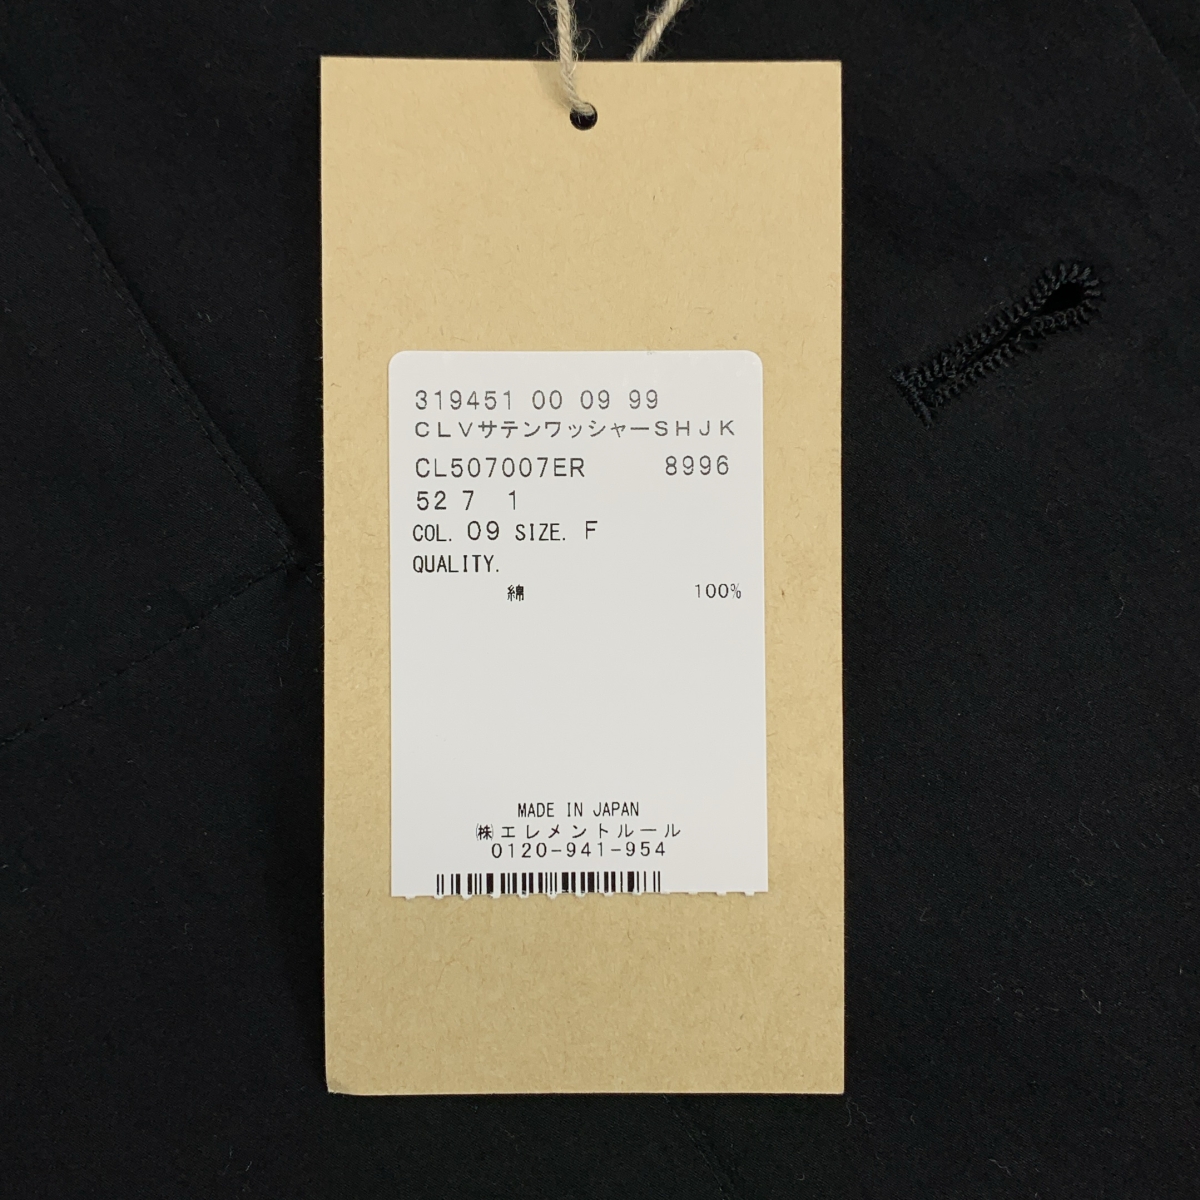 319451 00 09 99
CLVサテンワッシャーSHJK
CL507007ER 8996
52 7 1
COL. 09 SIZE. F
QUALITY.
綿 100%
MADE IN JAPAN
㈱エレメントルール
0120-941-954